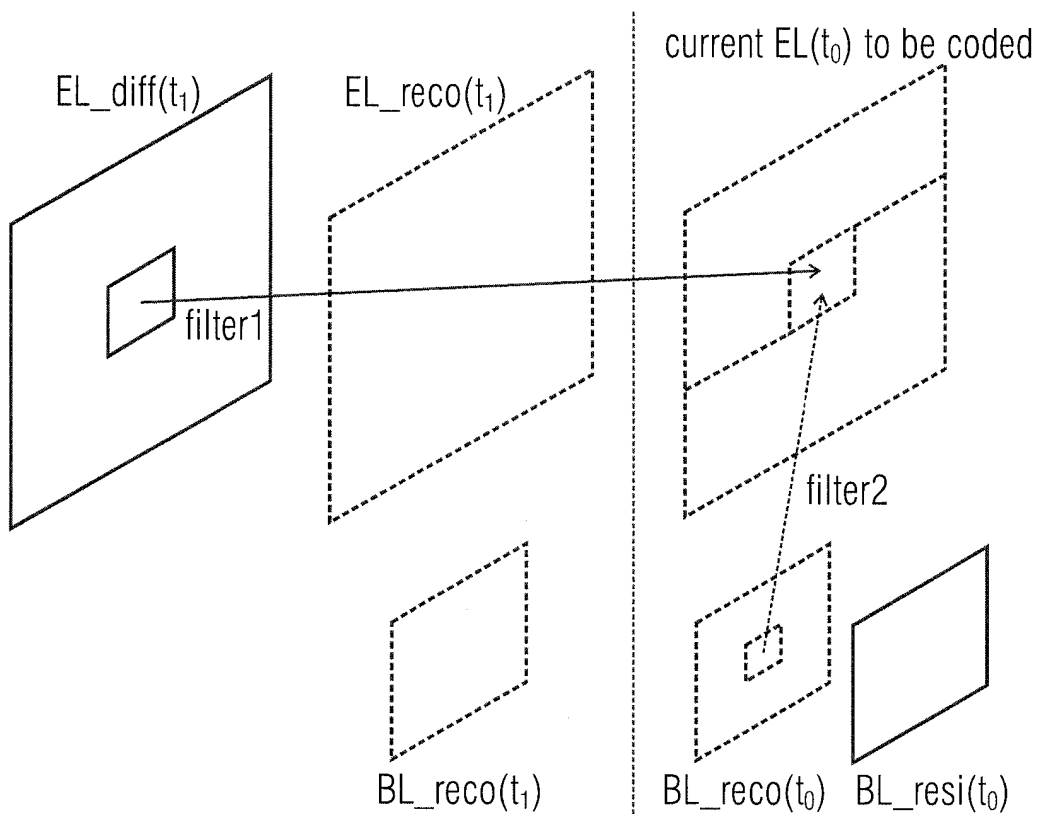 current EL(t₀) to be coded
EL_diff(t₁)
EL_reco(t₁)
filter1
filter2
BL_reco(t₁)
BL_reco(t₀)
BL_resi(t₀)